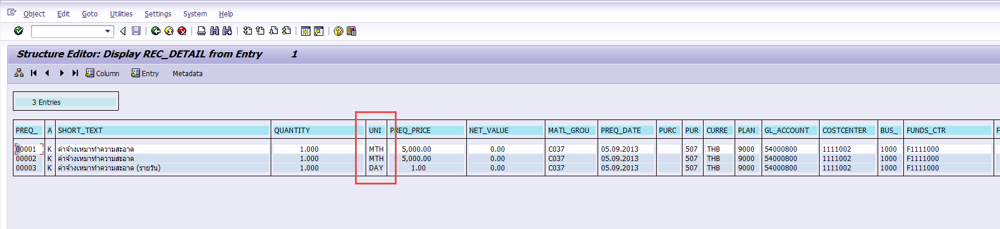 Object Edit Goto Utilities Settings System Help
Structure Editor: Display REC_DETAIL from Entry 1
Column Entry Metadata
3 Entries
PREQ_ A SHORT_TEXT QUANTITY UNI PREQ_PRICE NET_VALUE MATL_GROU PREQ_DATE PURC PUR CURRE PLAN GL_ACCOUNT COSTCENTER BUS_ FUNDS_CTR F
00001 K ค่าจ้างเหมาทำความสะอาด 1.000 MTH 5,000.00 0.00 C037 05.09.2013 507 THB 9000 54000800 1111002 1000 F1111000
00002 K ค่าจ้างเหมาทำความสะอาด 1.000 MTH 5,000.00 0.00 C037 05.09.2013 507 THB 9000 54000800 1111002 1000 F1111000
00003 K ค่าจ้างเหมาทำความสะอาด (รายวัน) 1.000 DAY 1.00 0.00 C037 05.09.2013 507 THB 9000 54000800 1111002 1000 F1111000